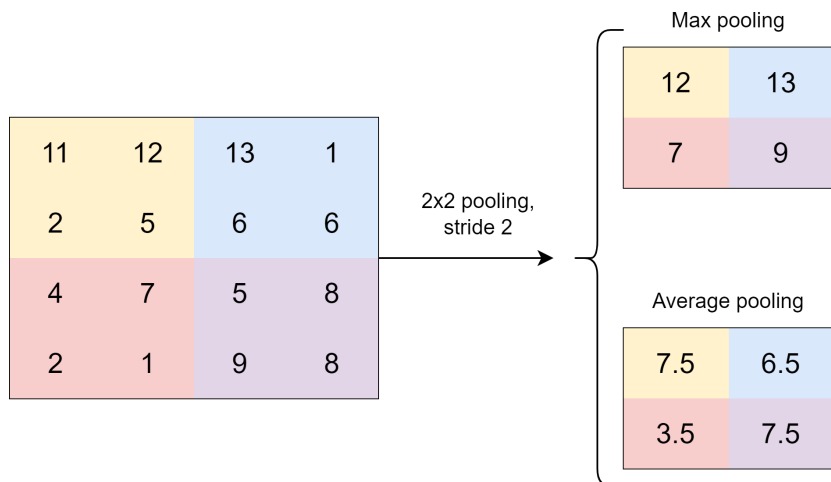 11 12 13 1
2 5 6 6
4 7 5 8
2 1 9 8
2x2 pooling,
stride 2
Max pooling
12 13
7 9
Average pooling
7.5 6.5
3.5 7.5